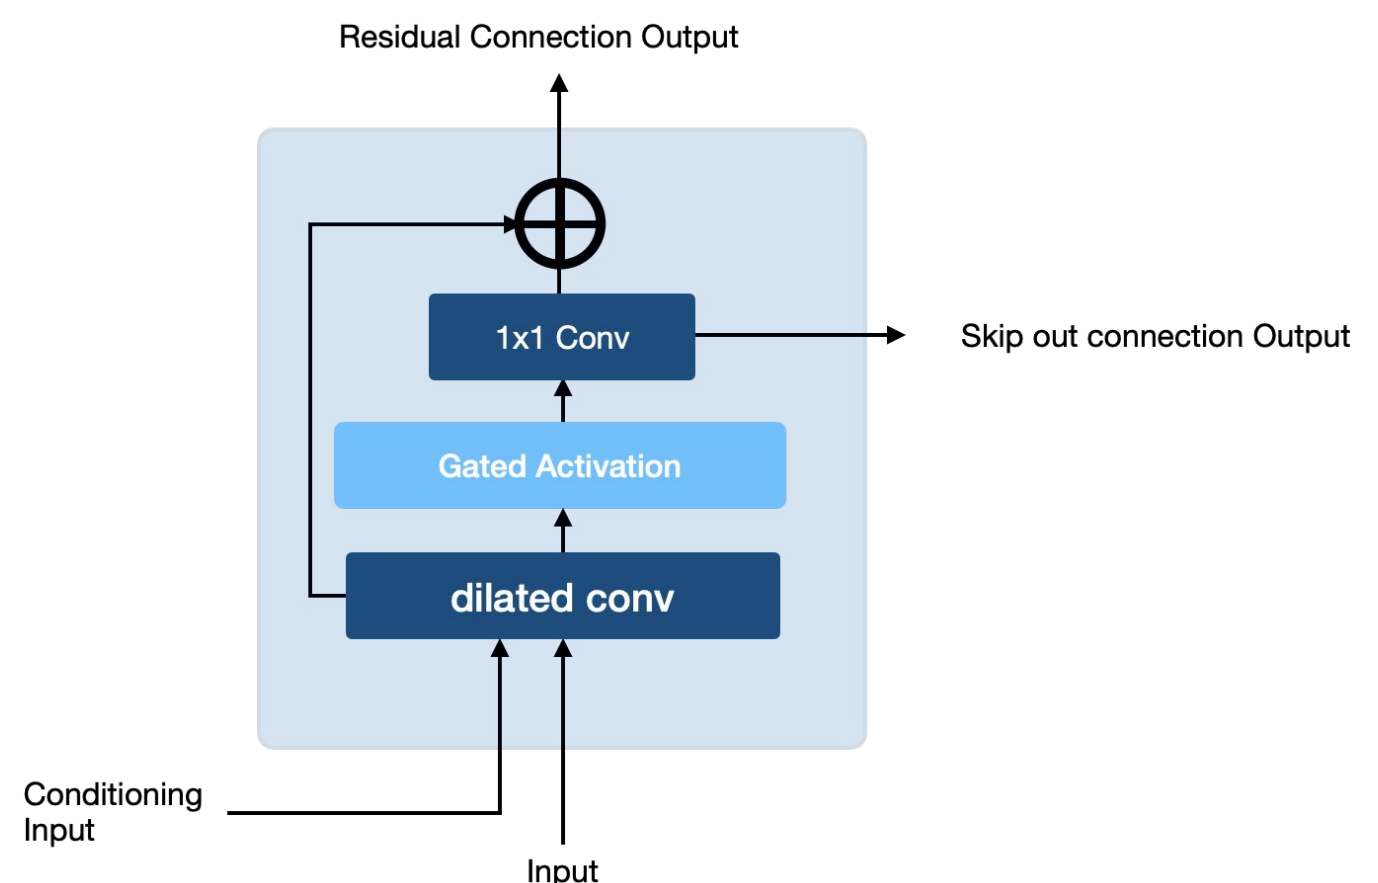 Residual Connection Output
1x1 Conv
Skip out connection Output
Gated Activation
dilated conv
Conditioning
Input
Input